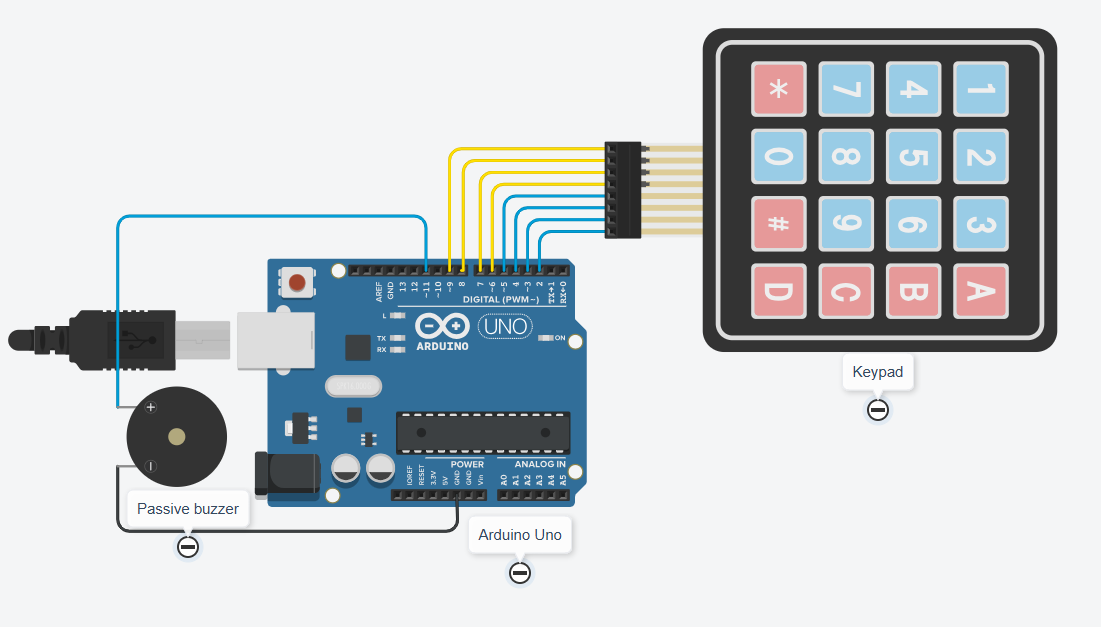 * 7 4 1
0 8 5 2
# 9 6 3
D C B A
AREF
GND
13
12
~11
~10
~9
8
7
~6
~5
4
~3
2
TX→1
RX←0
DIGITAL (PWM~)
L
TX
RX
UNO
ON
ARDUINO
Keypad
+
POWER
ANALOG IN
IOREF
RESET
3.3V
5V
GND
GND
Vin
A0
A1
A2
A3
A4
A5
Passive buzzer
Arduino Uno